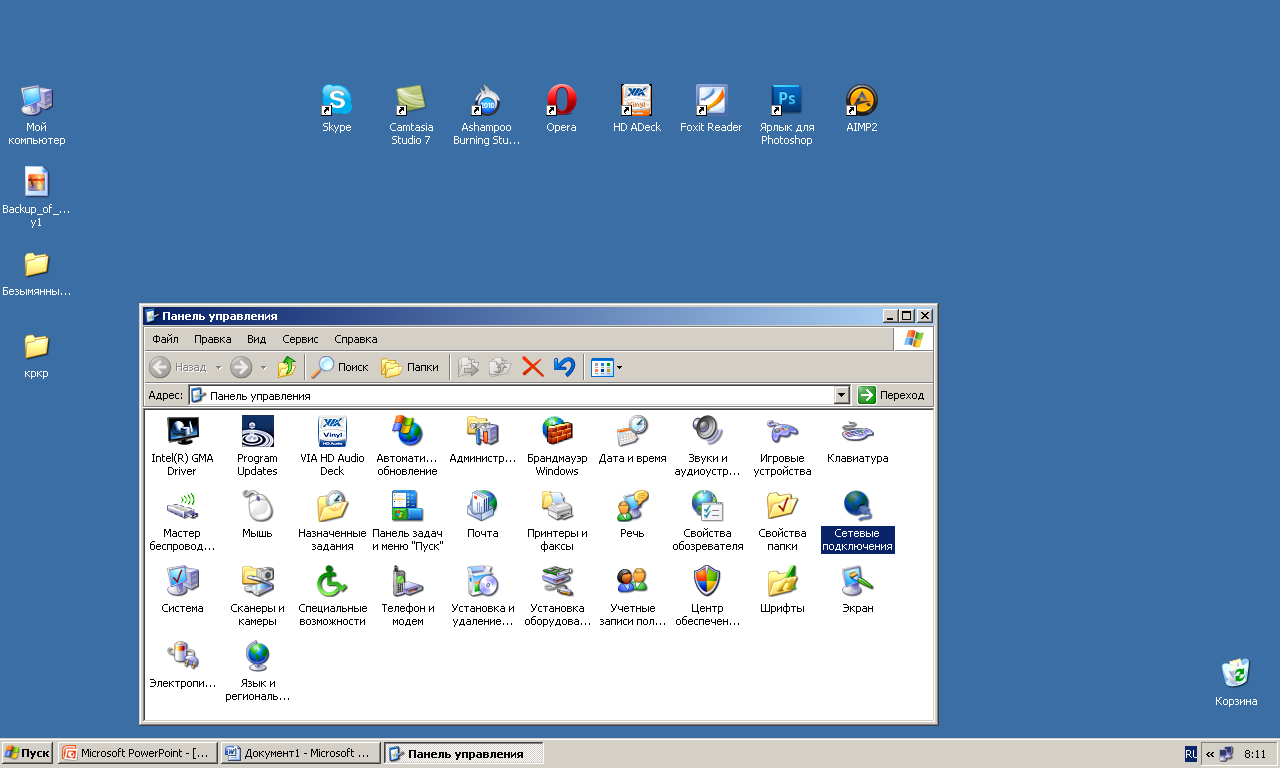 Skype
Camtasia
Studio 7
Ashampoo
Burning Stu...
Opera
HD ADeck
Foxit Reader
Ярлык для
Photoshop
AIMP2
Мой
компьютер
Backup_of_...
y1
Безымянны...
кркр
Панель управления
Файл Правка Вид Сервис Справка
Назад Поиск Папки
Адрес: Панель управления Переход
Intel(R) GMA
Driver
Program
Updates
VIA HD Audio
Deck
Автомати...
обновление
Администр...
Брандмауэр
Windows
Дата и время
Звуки и
аудиоустр...
Игровые
устройства
Клавиатура
Мастер
беспровод...
Мышь
Назначенные
задания
Панель задач
и меню "Пуск"
Почта
Принтеры и
факсы
Речь
Свойства
обозревателя
Свойства
папки
Сетевые
подключения
Система
Сканеры и
камеры
Специальные
возможности
Телефон и
модем
Установка и
удаление...
Установка
оборудова...
Учетные
записи пол...
Центр
обеспечен...
Шрифты
Экран
Электропи...
Язык и
региональ...
Корзина
Пуск
Microsoft PowerPoint - [...
Документ1 - Microsoft ...
Панель управления
RL
« 8:11